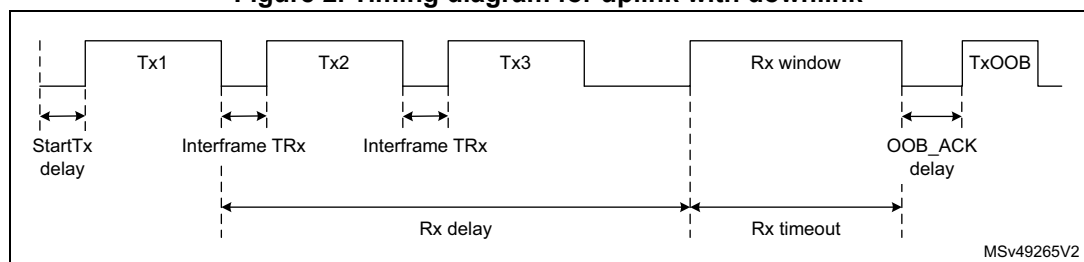 Figure 2. Timing diagram for uplink with downlink
Tx1 Tx2 Tx3 Rx window TxOOB
StartTx delay
Interframe TRx
Interframe TRx
OOB_ACK delay
Rx delay
Rx timeout
MSv49265V2